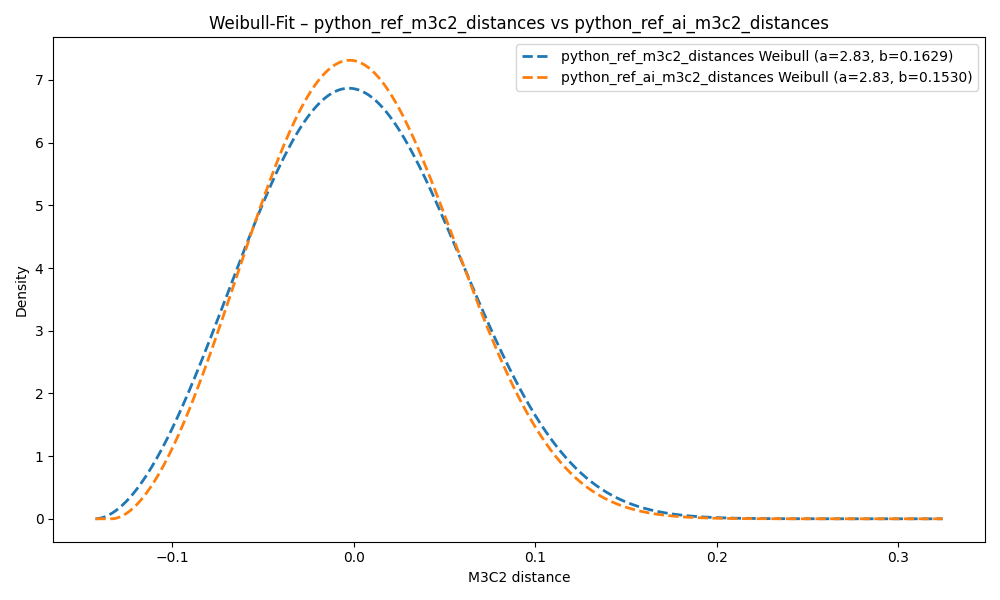 Weibull-Fit – python_ref_m3c2_distances vs python_ref_ai_m3c2_distances
python_ref_m3c2_distances Weibull (a=2.83, b=0.1629)
python_ref_ai_m3c2_distances Weibull (a=2.83, b=0.1530)
Density
7
6
5
4
3
2
1
0
−0.1
0.0
0.1
0.2
0.3
M3C2 distance